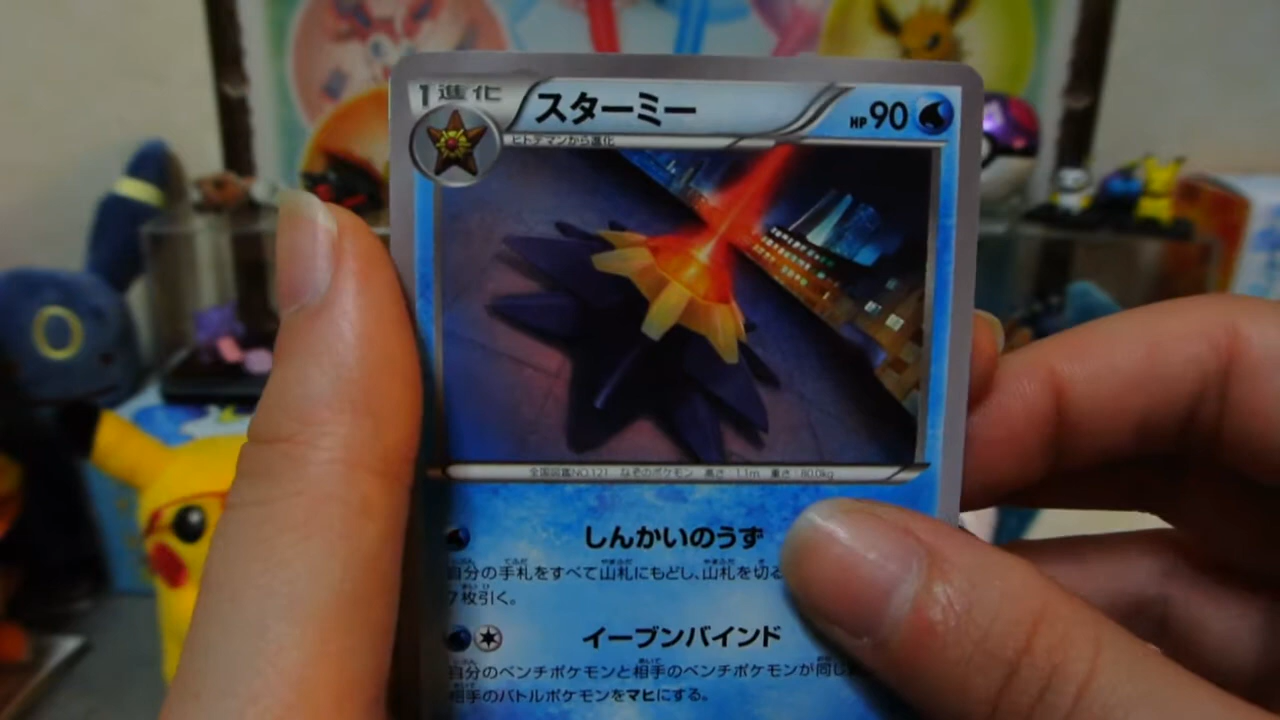 1進化
スターミー
HP90
ヒトデマンから進化
全国図鑑NO.121 なぞのポケモン 高さ:1.1m 重さ:80.0kg
しんかいのうず
自分の手札をすべて山札にもどし、山札を切る
7枚引く。
イーブンバインド
自分のベンチポケモンと相手のベンチポケモンが同じ
相手のバトルポケモンをマヒにする。